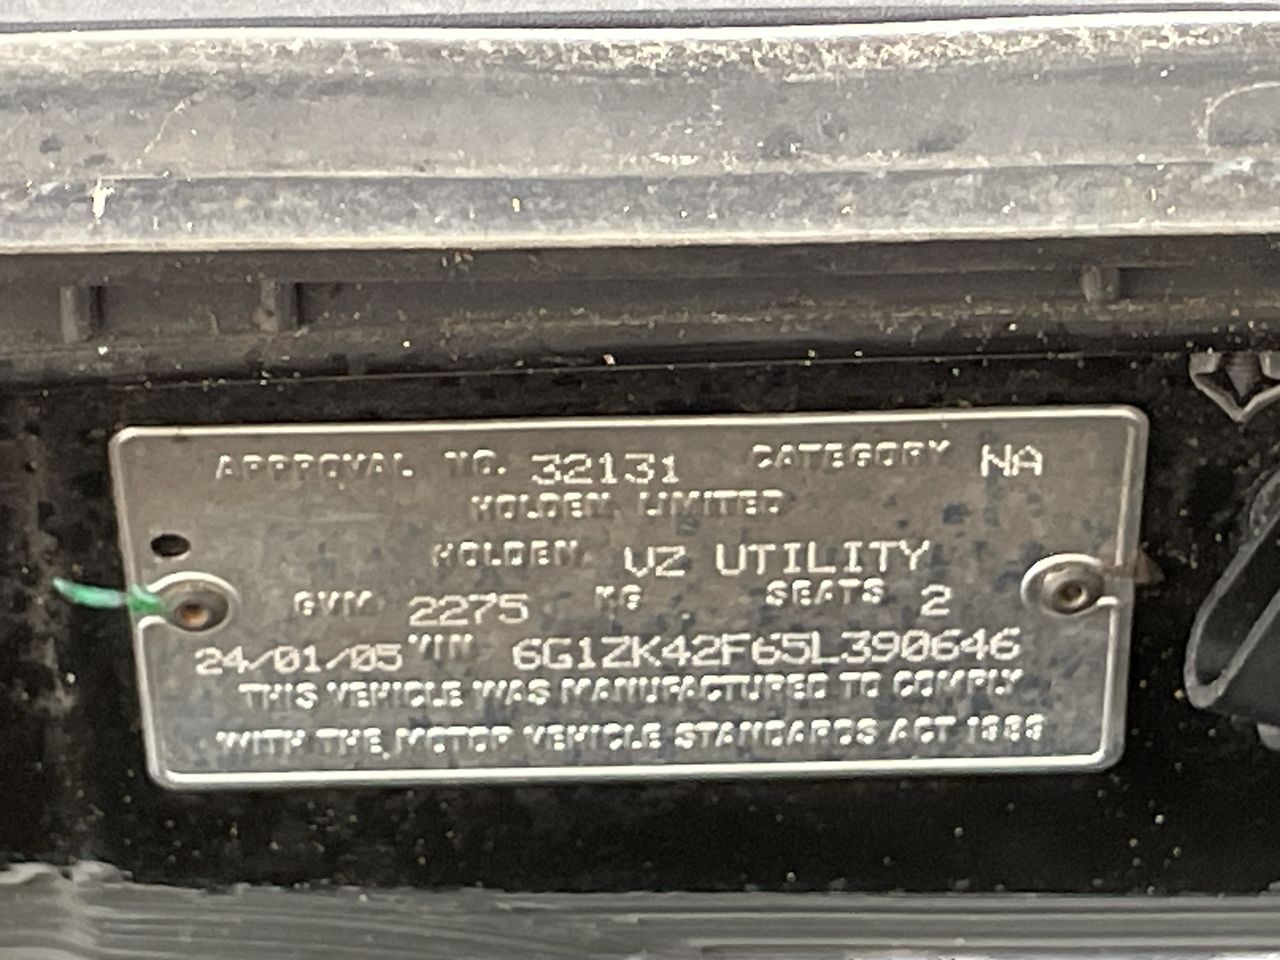 APPROVAL NO. 32131 CATEGORY NA
HOLDEN LIMITED
HOLDEN VZ UTILITY
GVM 2275 KG SEATS 2
24/01/05 VIN 6G1ZK42F65L390646
THIS VEHICLE WAS MANUFACTURED TO COMPLY
WITH THE MOTOR VEHICLE STANDARDS ACT 1989